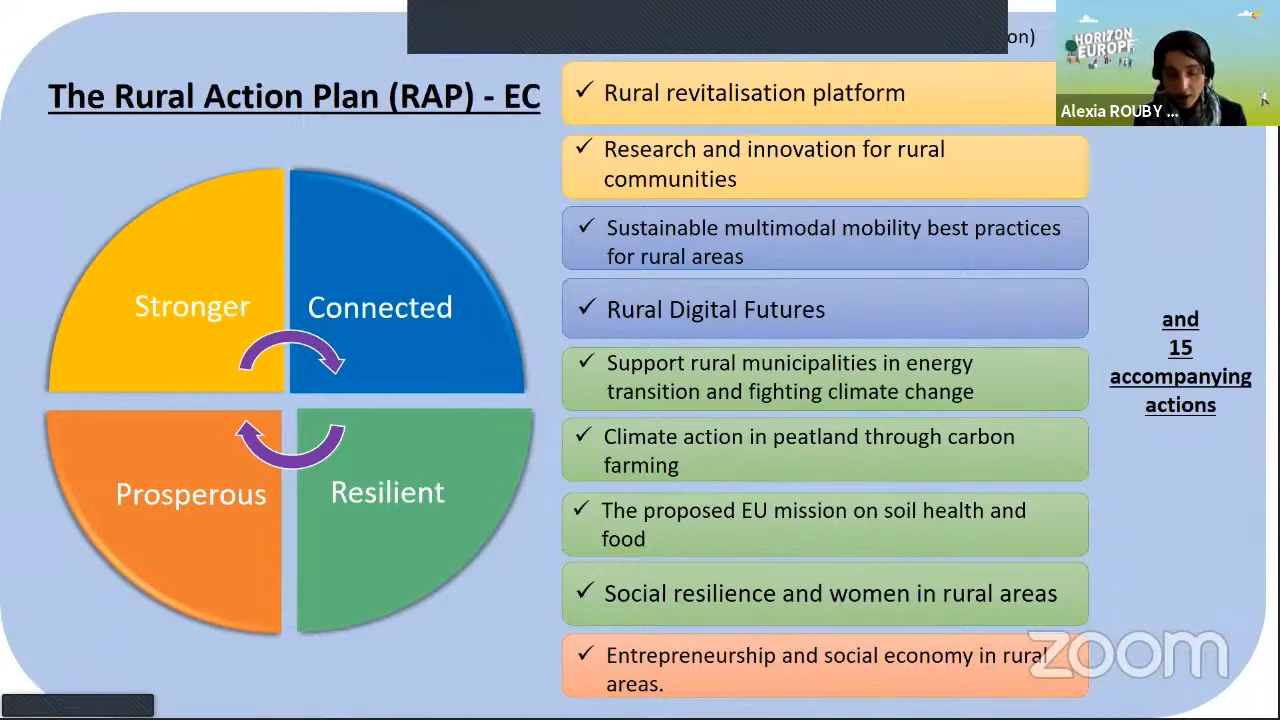 on)
HORIZON
EUROPE
Alexia ROUBY ...
The Rural Action Plan (RAP) - EC
Stronger
Connected
Prosperous
Resilient
✓ Rural revitalisation platform
✓ Research and innovation for rural
communities
✓ Sustainable multimodal mobility best practices
for rural areas
✓ Rural Digital Futures
✓ Support rural municipalities in energy
transition and fighting climate change
✓ Climate action in peatland through carbon
farming
✓ The proposed EU mission on soil health and
food
✓ Social resilience and women in rural areas
✓ Entrepreneurship and social economy in rural
areas.
and
15
accompanying
actions
zoom